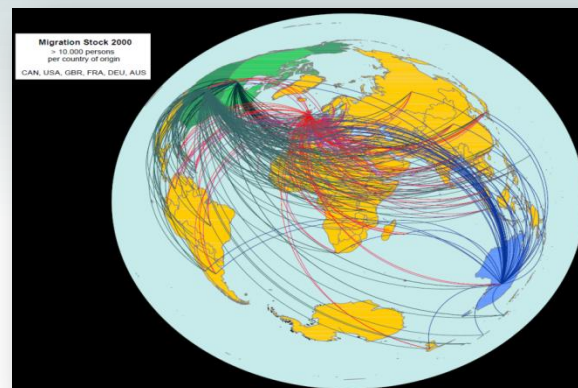 Migration Stock 2000
> 10.000 persons
per country of origin
CAN, USA, GBR, FRA, DEU, AUS